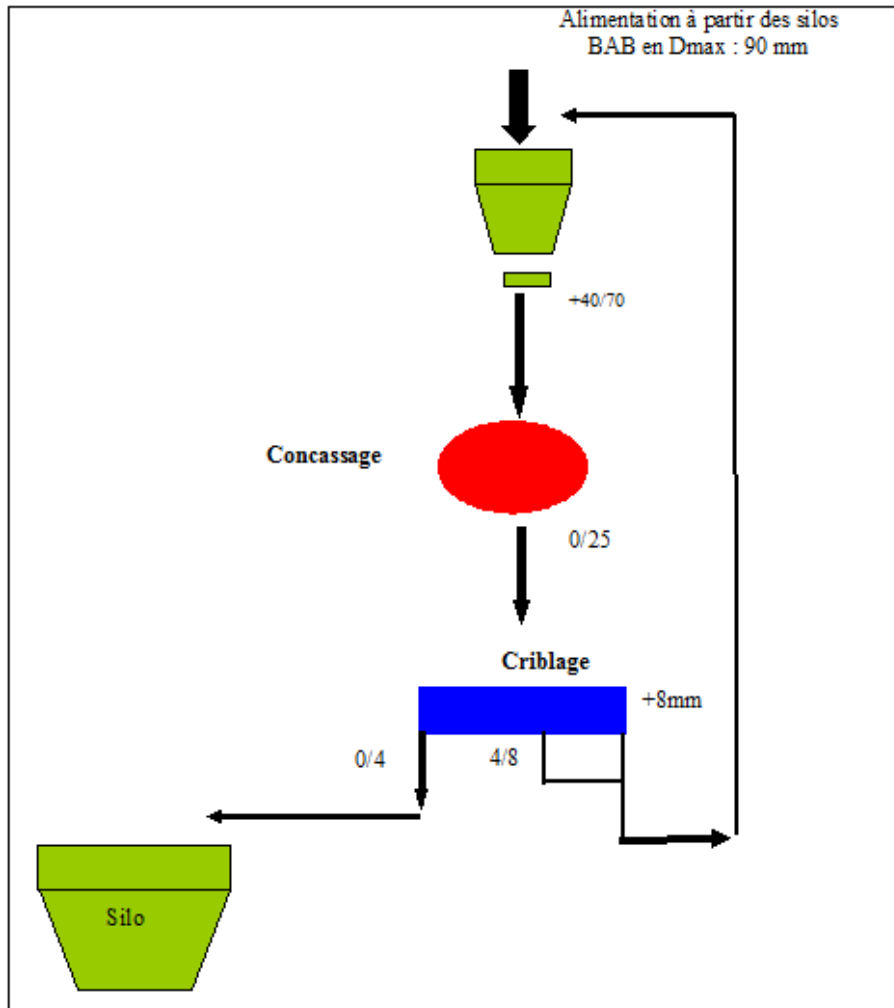 Alimentation à partir des silos
BAB en Dmax : 90 mm
+40/70
Concassage
0/25
Criblage
+8mm
0/4
4/8
Silo